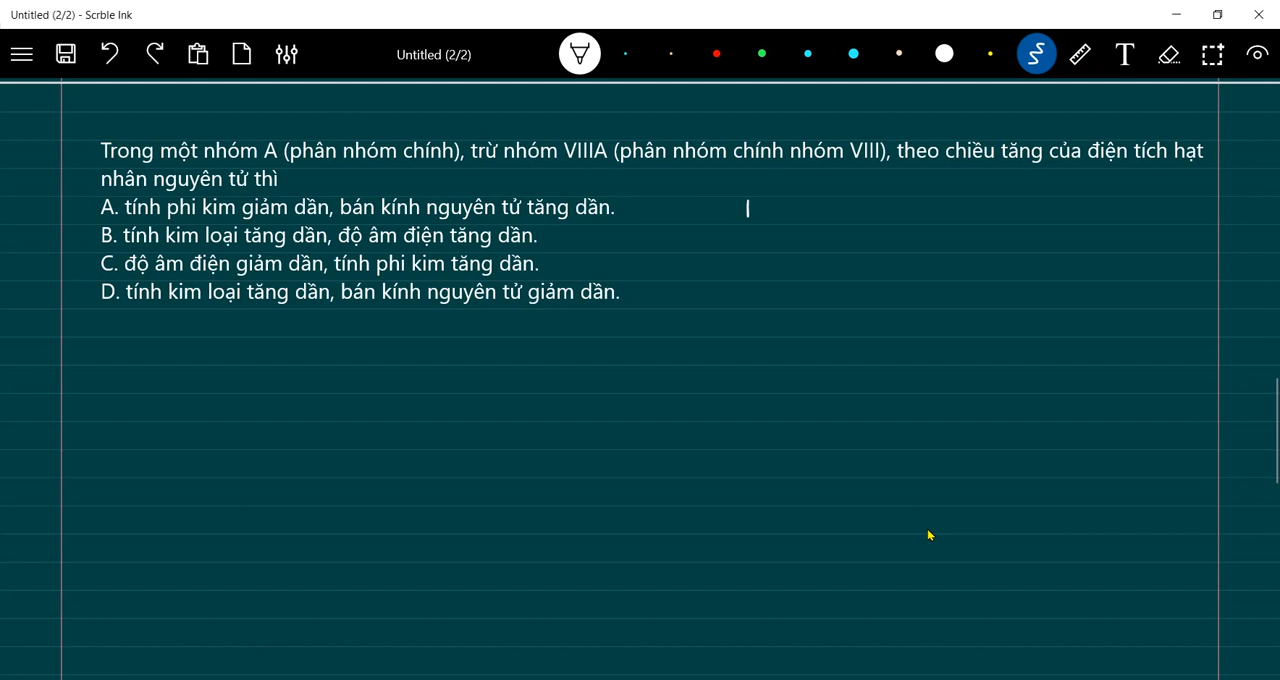 Untitled (2/2) - Scrble Ink
Untitled (2/2)
T
Trong một nhóm A (phân nhóm chính), trừ nhóm VIIIA (phân nhóm chính nhóm VIII), theo chiều tăng của điện tích hạt
nhân nguyên tử thì
A. tính phi kim giảm dần, bán kính nguyên tử tăng dần.
B. tính kim loại tăng dần, độ âm điện tăng dần.
C. độ âm điện giảm dần, tính phi kim tăng dần.
D. tính kim loại tăng dần, bán kính nguyên tử giảm dần.